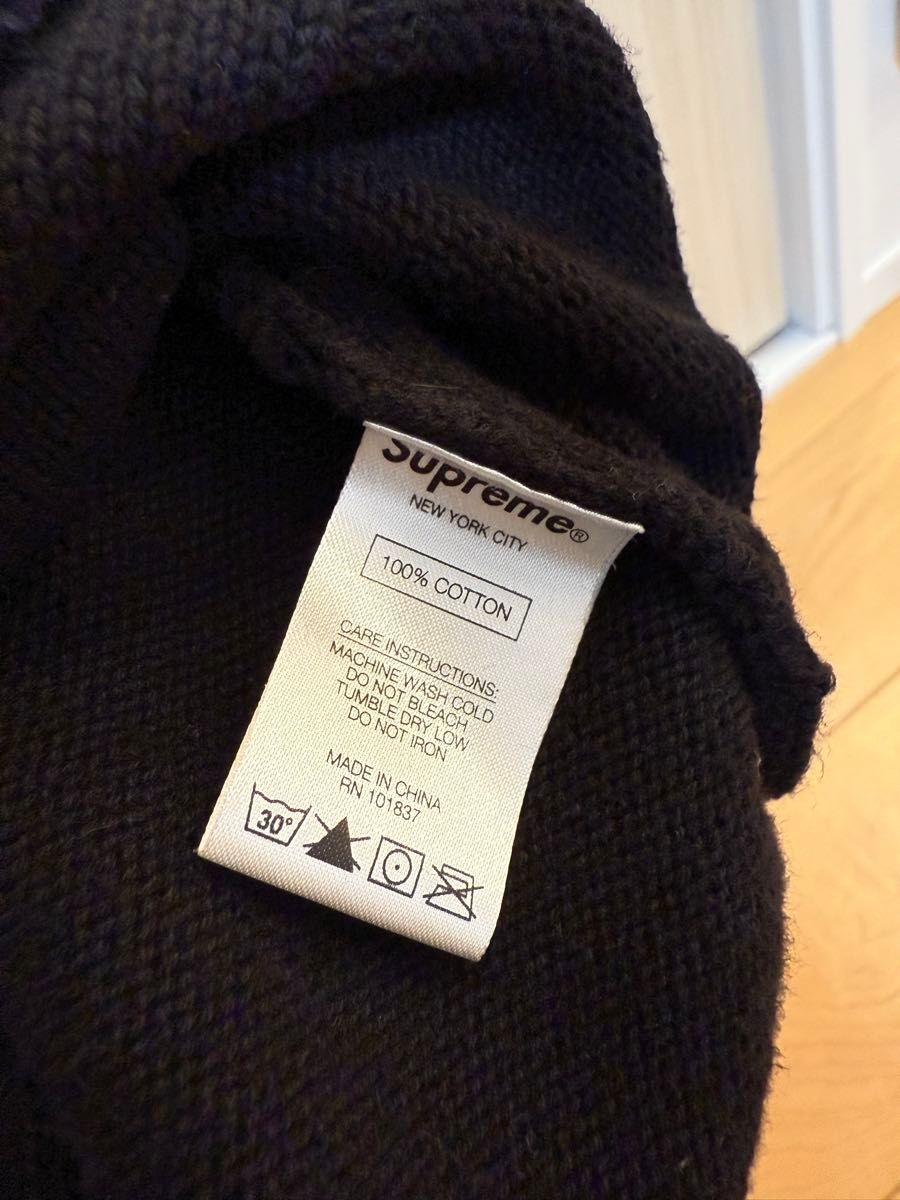 Supreme®
NEW YORK CITY
100% COTTON
CARE INSTRUCTIONS:
MACHINE WASH COLD
DO NOT BLEACH
TUMBLE DRY LOW
DO NOT IRON
MADE IN CHINA
RN 101837
30°